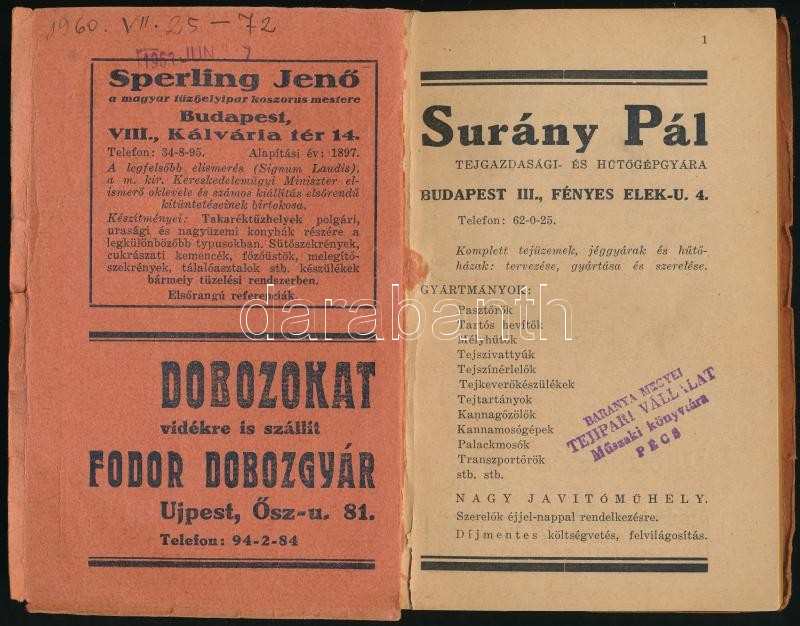 1960. VII. 25 – 72
JUN
Sperling Jenő
a magyar tűzhelyipar koszorus mestere
Budapest,
VIII., Kálvária tér 14.
Telefon: 34-8-95. Alapítási év: 1897.
A legfelsőbb elismerés (Signum Laudis),
a m. kir. Kereskedelemügyi Miniszter el-
ismerő oklevele és számos kiállítás elsőrendű
kitüntetéseinek birtokosa.
Készítményei: Takaréktűzhelyek polgári,
urasági és nagyüzemi konyhák részére a
legkülönbözőbb typusokban. Sütőszekrények,
cukrászati kemencék, főzőüstök, melegítő-
szekrények, tálalóasztalok stb. készülékek
bármely tüzelési rendszerben.
Elsőrangú referenciák.
DOBOZOKAT
vidékre is szállít
FODOR DOBOZGYÁR
Ujpest, Ősz-u. 81.
Telefon: 94-2-84
1
Surány Pál
TEJGAZDASÁGI- ÉS HŰTŐGÉPGYÁRA
BUDAPEST III., FÉNYES ELEK-U. 4.
Telefon: 62-0-25.
Komplett tejüzemek, jéggyárak és hűtő-
házak: tervezése, gyártása és szerelése.
GYÁRTMÁNYOK:
Pasztőrök
Tartós hevítők
Mélyhűtők
Tejszivattyúk
Tejszínérlelők
Tejkeverőkészülékek
Tejtartányok
Kannagőzölők
Kannamosógépek
Palackmosók
Transzportőrök
stb. stb.
BARANYA MEGYEI
TEJIPARI VÁLLALAT
Műszaki könyvtára
PÉCS
NAGY JAVITÓMŰHELY.
Szerelők éjjel-nappal rendelkezésre.
Díjmentes költségvetés, felvilágosítás.
darabanth